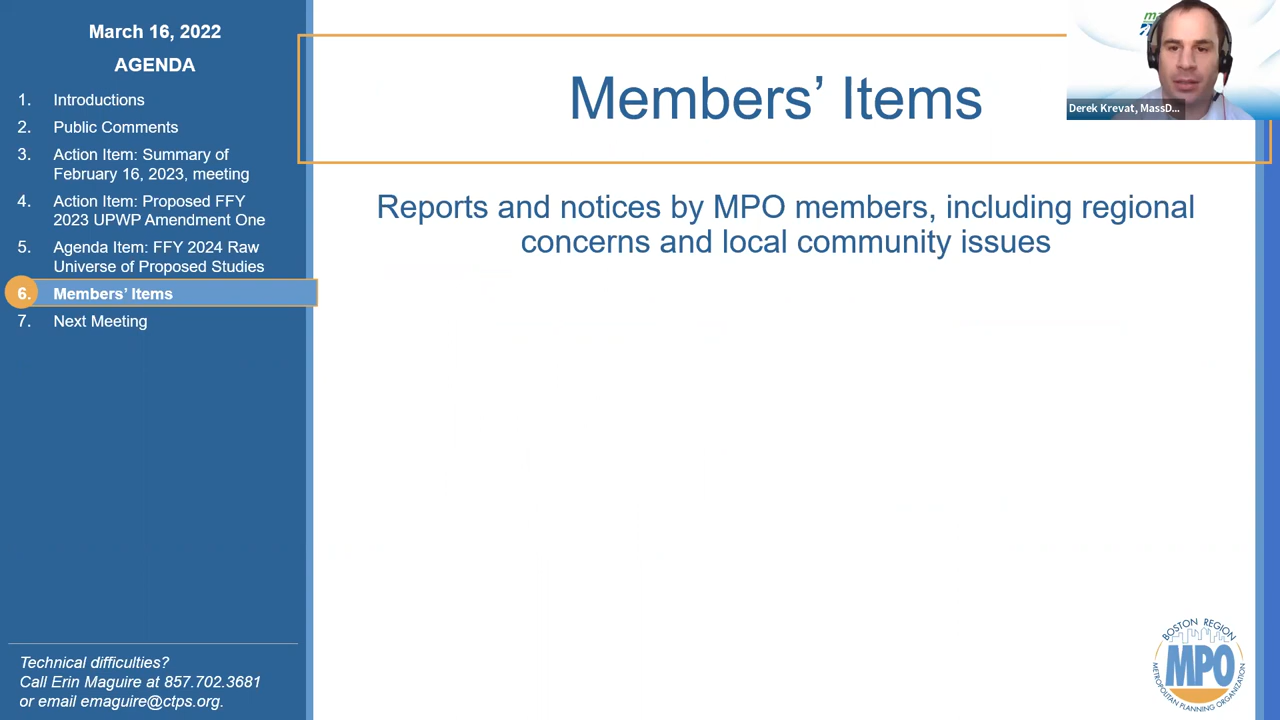 March 16, 2022
AGENDA
1. Introductions
2. Public Comments
3. Action Item: Summary of
February 16, 2023, meeting
4. Action Item: Proposed FFY
2023 UPWP Amendment One
5. Agenda Item: FFY 2024 Raw
Universe of Proposed Studies
6. Members’ Items
7. Next Meeting
Technical difficulties?
Call Erin Maguire at 857.702.3681
or email emaguire@ctps.org.
Members’ Items
Reports and notices by MPO members, including regional
concerns and local community issues
Derek Krevat, MassD...
BOSTON REGION
MPO
METROPOLITAN PLANNING ORGANIZATION